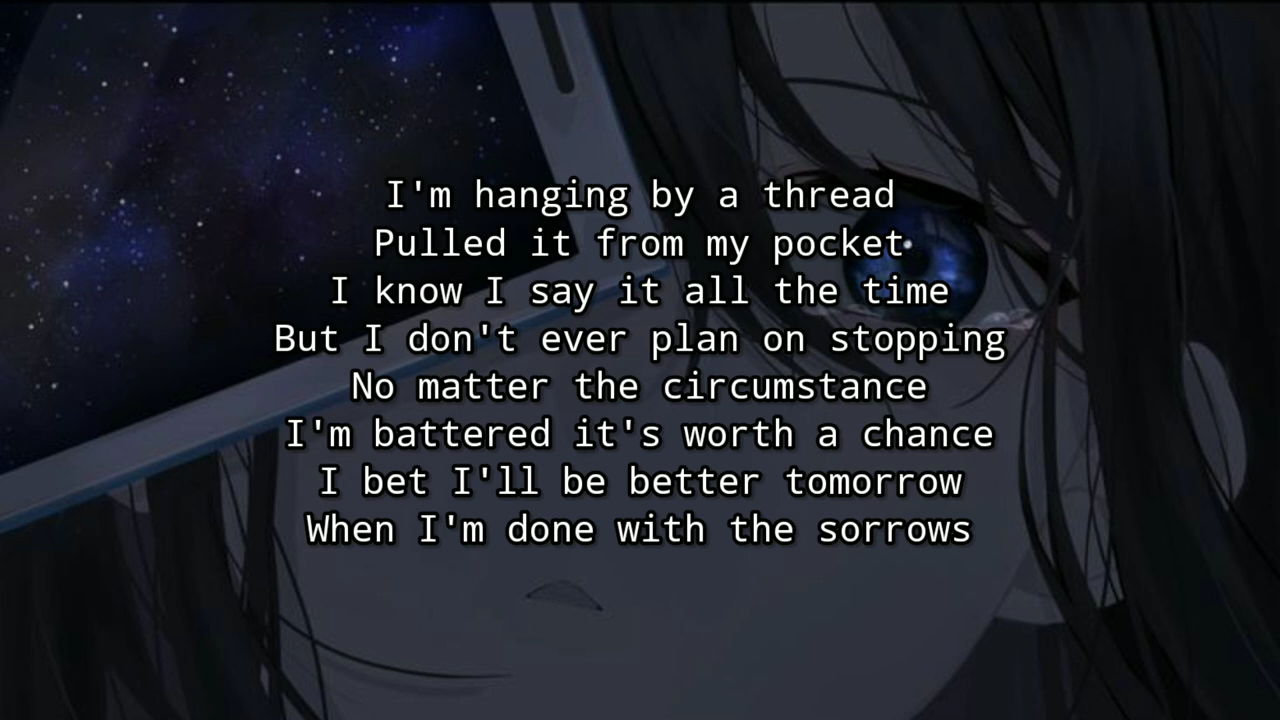 I'm hanging by a thread
Pulled it from my pocket
I know I say it all the time
But I don't ever plan on stopping
No matter the circumstance
I'm battered it's worth a chance
I bet I'll be better tomorrow
When I'm done with the sorrows